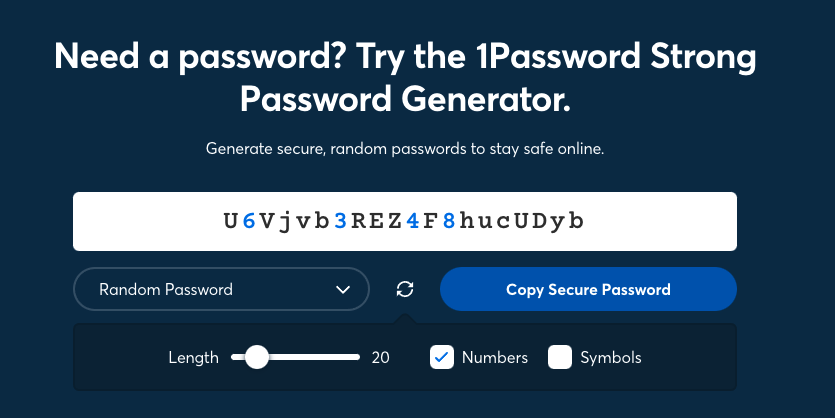 Need a password? Try the 1Password Strong
Password Generator.
Generate secure, random passwords to stay safe online.
U6Vjvb3REZ4F8hucUDyb
Random Password
Copy Secure Password
Length
20
Numbers
Symbols